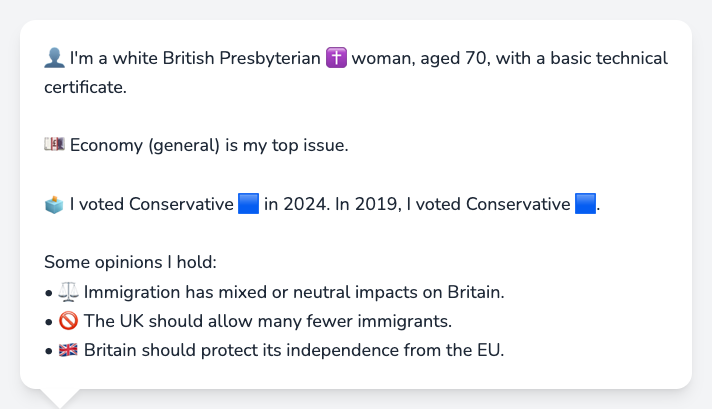 👤 I'm a white British Presbyterian ✝️ woman, aged 70, with a basic technical
certificate.
💷 Economy (general) is my top issue.
🗳️ I voted Conservative 🟦 in 2024. In 2019, I voted Conservative 🟦.
Some opinions I hold:
• ⚖️ Immigration has mixed or neutral impacts on Britain.
• 🚫 The UK should allow many fewer immigrants.
• 🇬🇧 Britain should protect its independence from the EU.